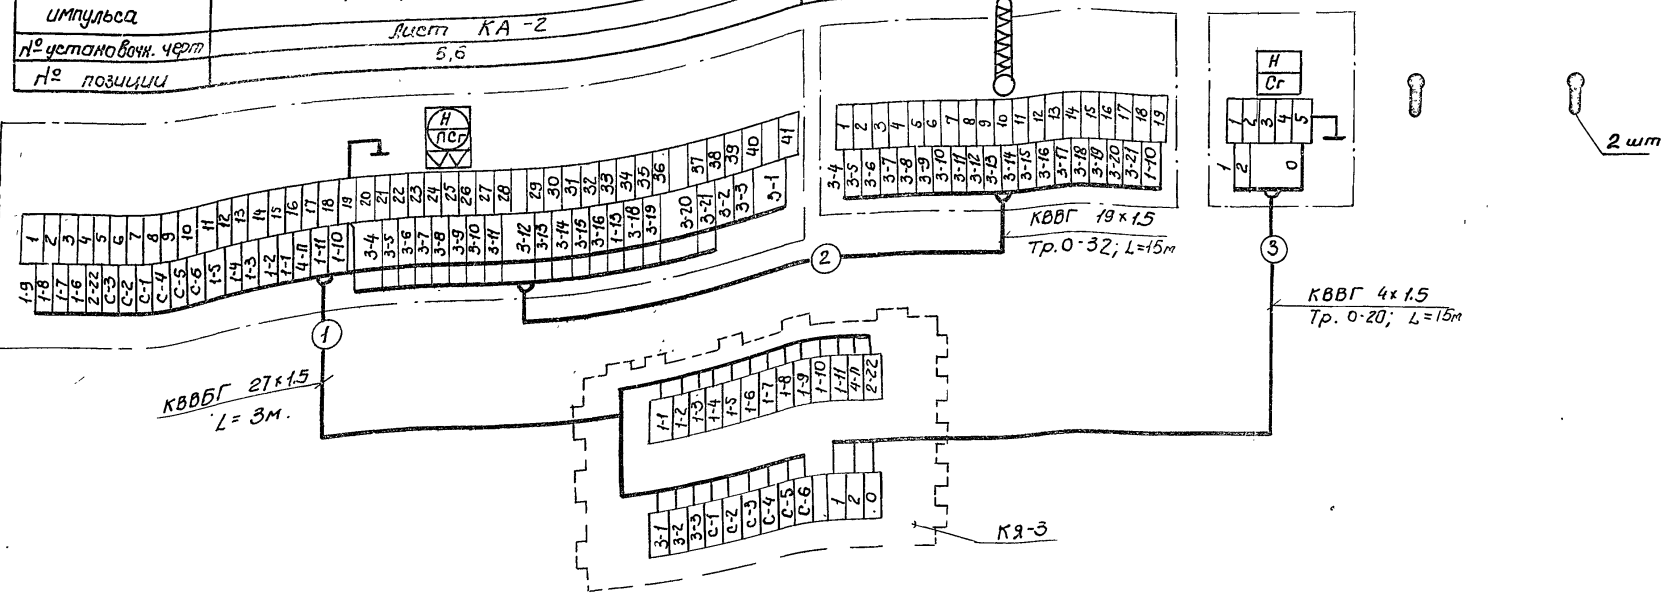 импульса
№ установочн. черт
Лист КА-2
№ позиции
5,6
Н
ПСг
1 2 3 4 5 6 7 8 9 10 11 12 13 14 15 16 17 18 19 20 21 22 23 24 25 26 27 28 29 30 31 32 33 34 35 36 37 38 39 40 41
1-9 1-8 1-7 1-6 2-22 С-3 С-2 С-1 С-4 С-5 С-6 1-5 1-4 1-3 1-2 1-1 4-П 1-11 1-10 3-4 3-5 3-6 3-7 3-8 3-9 3-10 3-11 3-12 3-13 3-14 3-15 3-16 1-13 3-18 3-19 3-20 3-21 3-2 3-3 3-1
1 2 3 4 5 6 7 8 9 10 11 12 13 14 15 16 17 18 19
3-4 3-5 3-6 3-7 3-8 3-9 3-10 3-11 3-12 3-13 3-14 3-15 3-16 3-17 3-18 3-19 3-20 3-21 1-10
Н
Сг
1 2 3 4 5
1 2 0
2 шт
КВВГ 19×1.5
Тр. 0-32; L=15м
1
2
3
КВВГ 4×1.5
Тр. 0-20; L=15м
КВВБГ 27×1.5
L= 3м.
1-1 1-2 1-3 1-4 1-5 1-6 1-7 1-8 1-9 1-10 1-11 4-П 2-22
3-1 3-2 3-3 С-1 С-2 С-3 С-4 С-5 С-6 1 2 0
КЯ-3